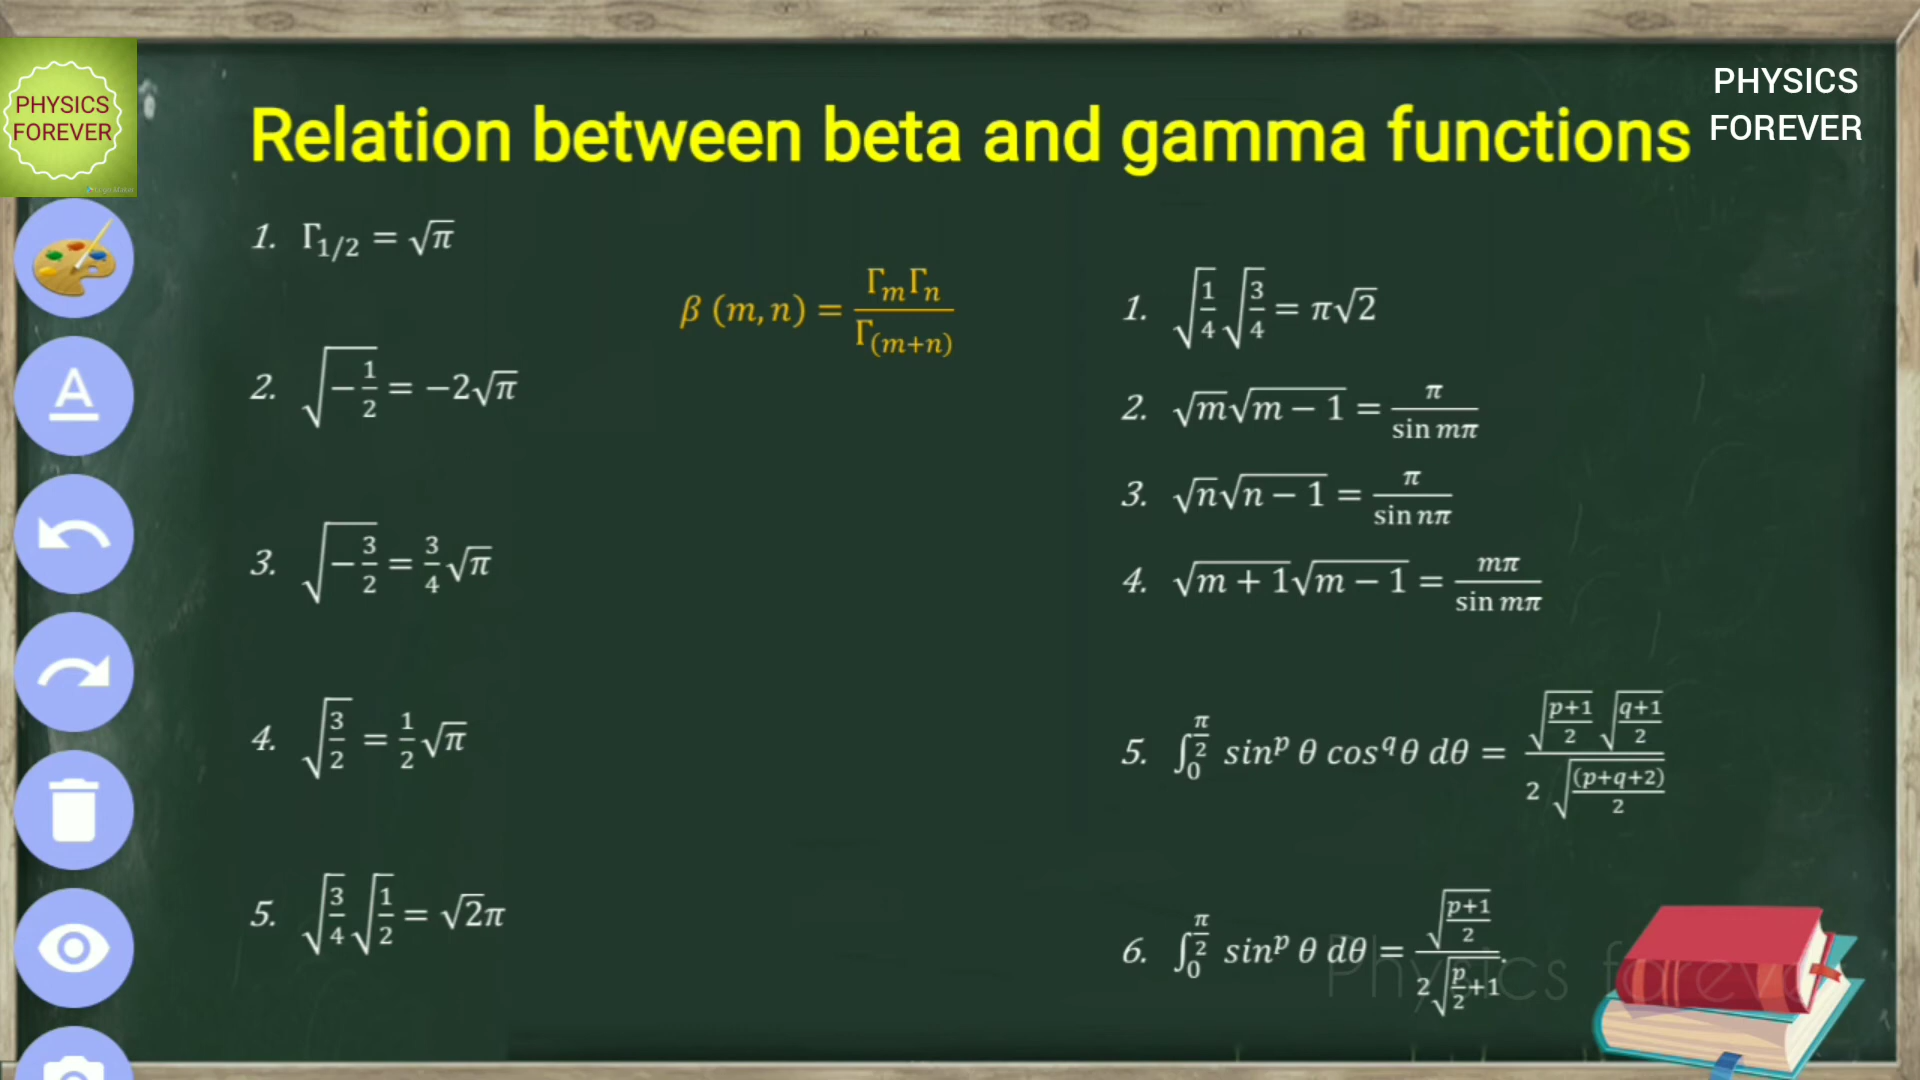 PHYSICS
FOREVER
Relation between beta and gamma functions
PHYSICS
FOREVER
1. Γ₁/₂ = √π
2. √(−1/2) = −2√π
3. √(−3/2) = 3/4 √π
4. √(3/2) = 1/2 √π
5. √(3/4) √(1/2) = √2π
β (m, n) = ΓmΓn / Γ(m+n)
1. √(1/4) √(3/4) = π√2
2. √m√(m − 1) = π / sin mπ
3. √n√(n − 1) = π / sin nπ
4. √(m + 1)√(m − 1) = mπ / sin mπ
5. ∫₀^(π/2) sinᵖ θ cos^q θ dθ = √((p+1)/2) √((q+1)/2) / 2 √((p+q+2)/2)
6. ∫₀^(π/2) sinᵖ θ dθ = √((p+1)/2) / 2√(p/2)+1.
Physics forever
A